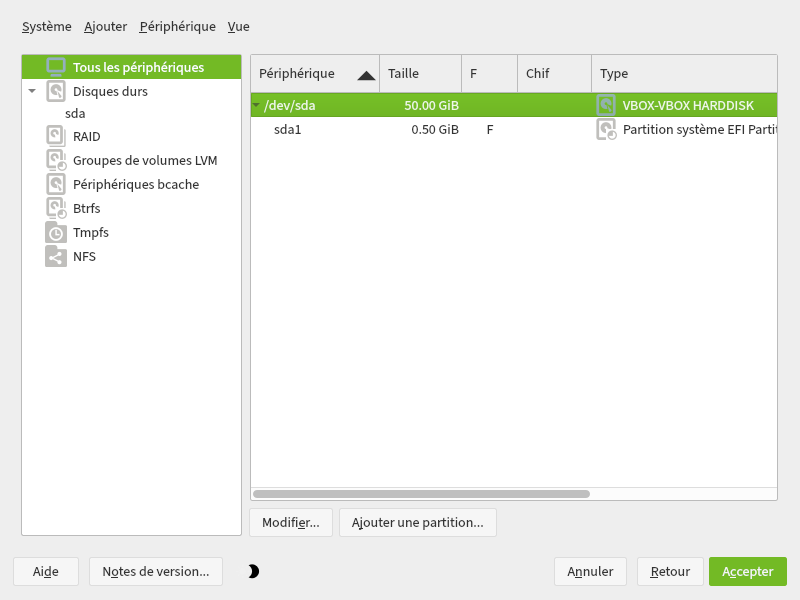 Système Ajouter Périphérique Vue
Tous les périphériques
Disques durs
sda
RAID
Groupes de volumes LVM
Périphériques bcache
Btrfs
Tmpfs
NFS
Périphérique Taille F Chif Type
/dev/sda 50.00 GiB VBOX-VBOX HARDDISK
sda1 0.50 GiB F Partition système EFI Partit
Modifier... Ajouter une partition...
Aide Notes de version... Annuler Retour Accepter